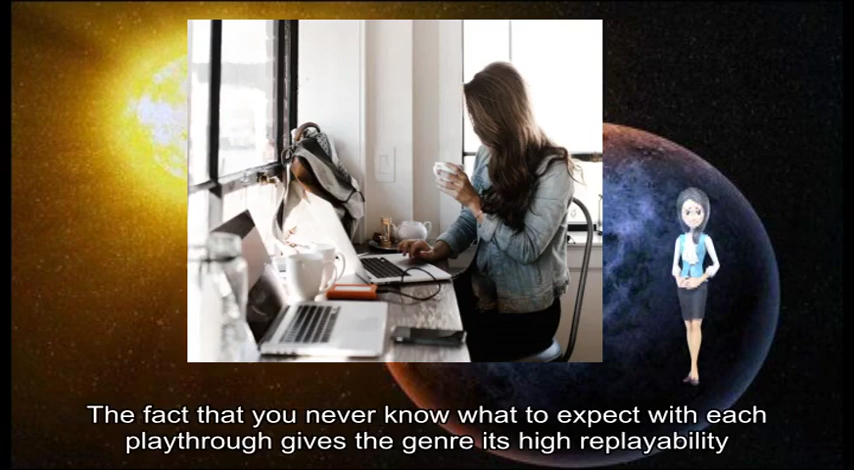 The fact that you never know what to expect with each
playthrough gives the genre its high replayability